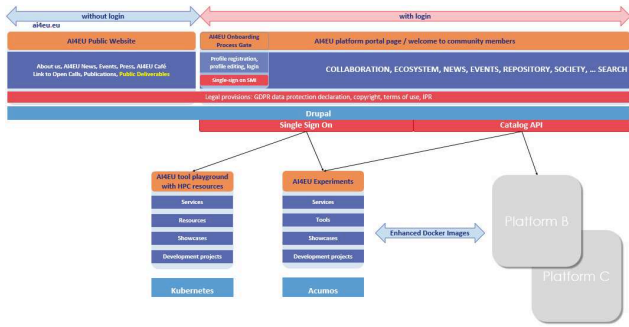 without login
with login
ai4eu.eu
AI4EU Public Website
AI4EU Onboarding
Process Gate
AI4EU platform portal page / welcome to community members
About us, AI4EU News, Events, Press, AI4EU Café
Link to Open Calls, Publications, Public Deliverables
Profile registration,
profile editing, login
Single-sign on SMI
COLLABORATION, ECOSYSTEM, NEWS, EVENTS, REPOSITORY, SOCIETY, ... SEARCH
Legal provisions: GDPR data protection declaration, copyright, terms of use, IPR
Drupal
Single Sign On
Catalog API
AI4EU tool playground
with HPC resources
Services
Resources
Showcases
Development projects
Kubernetes
AI4EU Experiments
Services
Tools
Showcases
Development projects
Acumos
Enhanced Docker Images
Platform B
Platform C